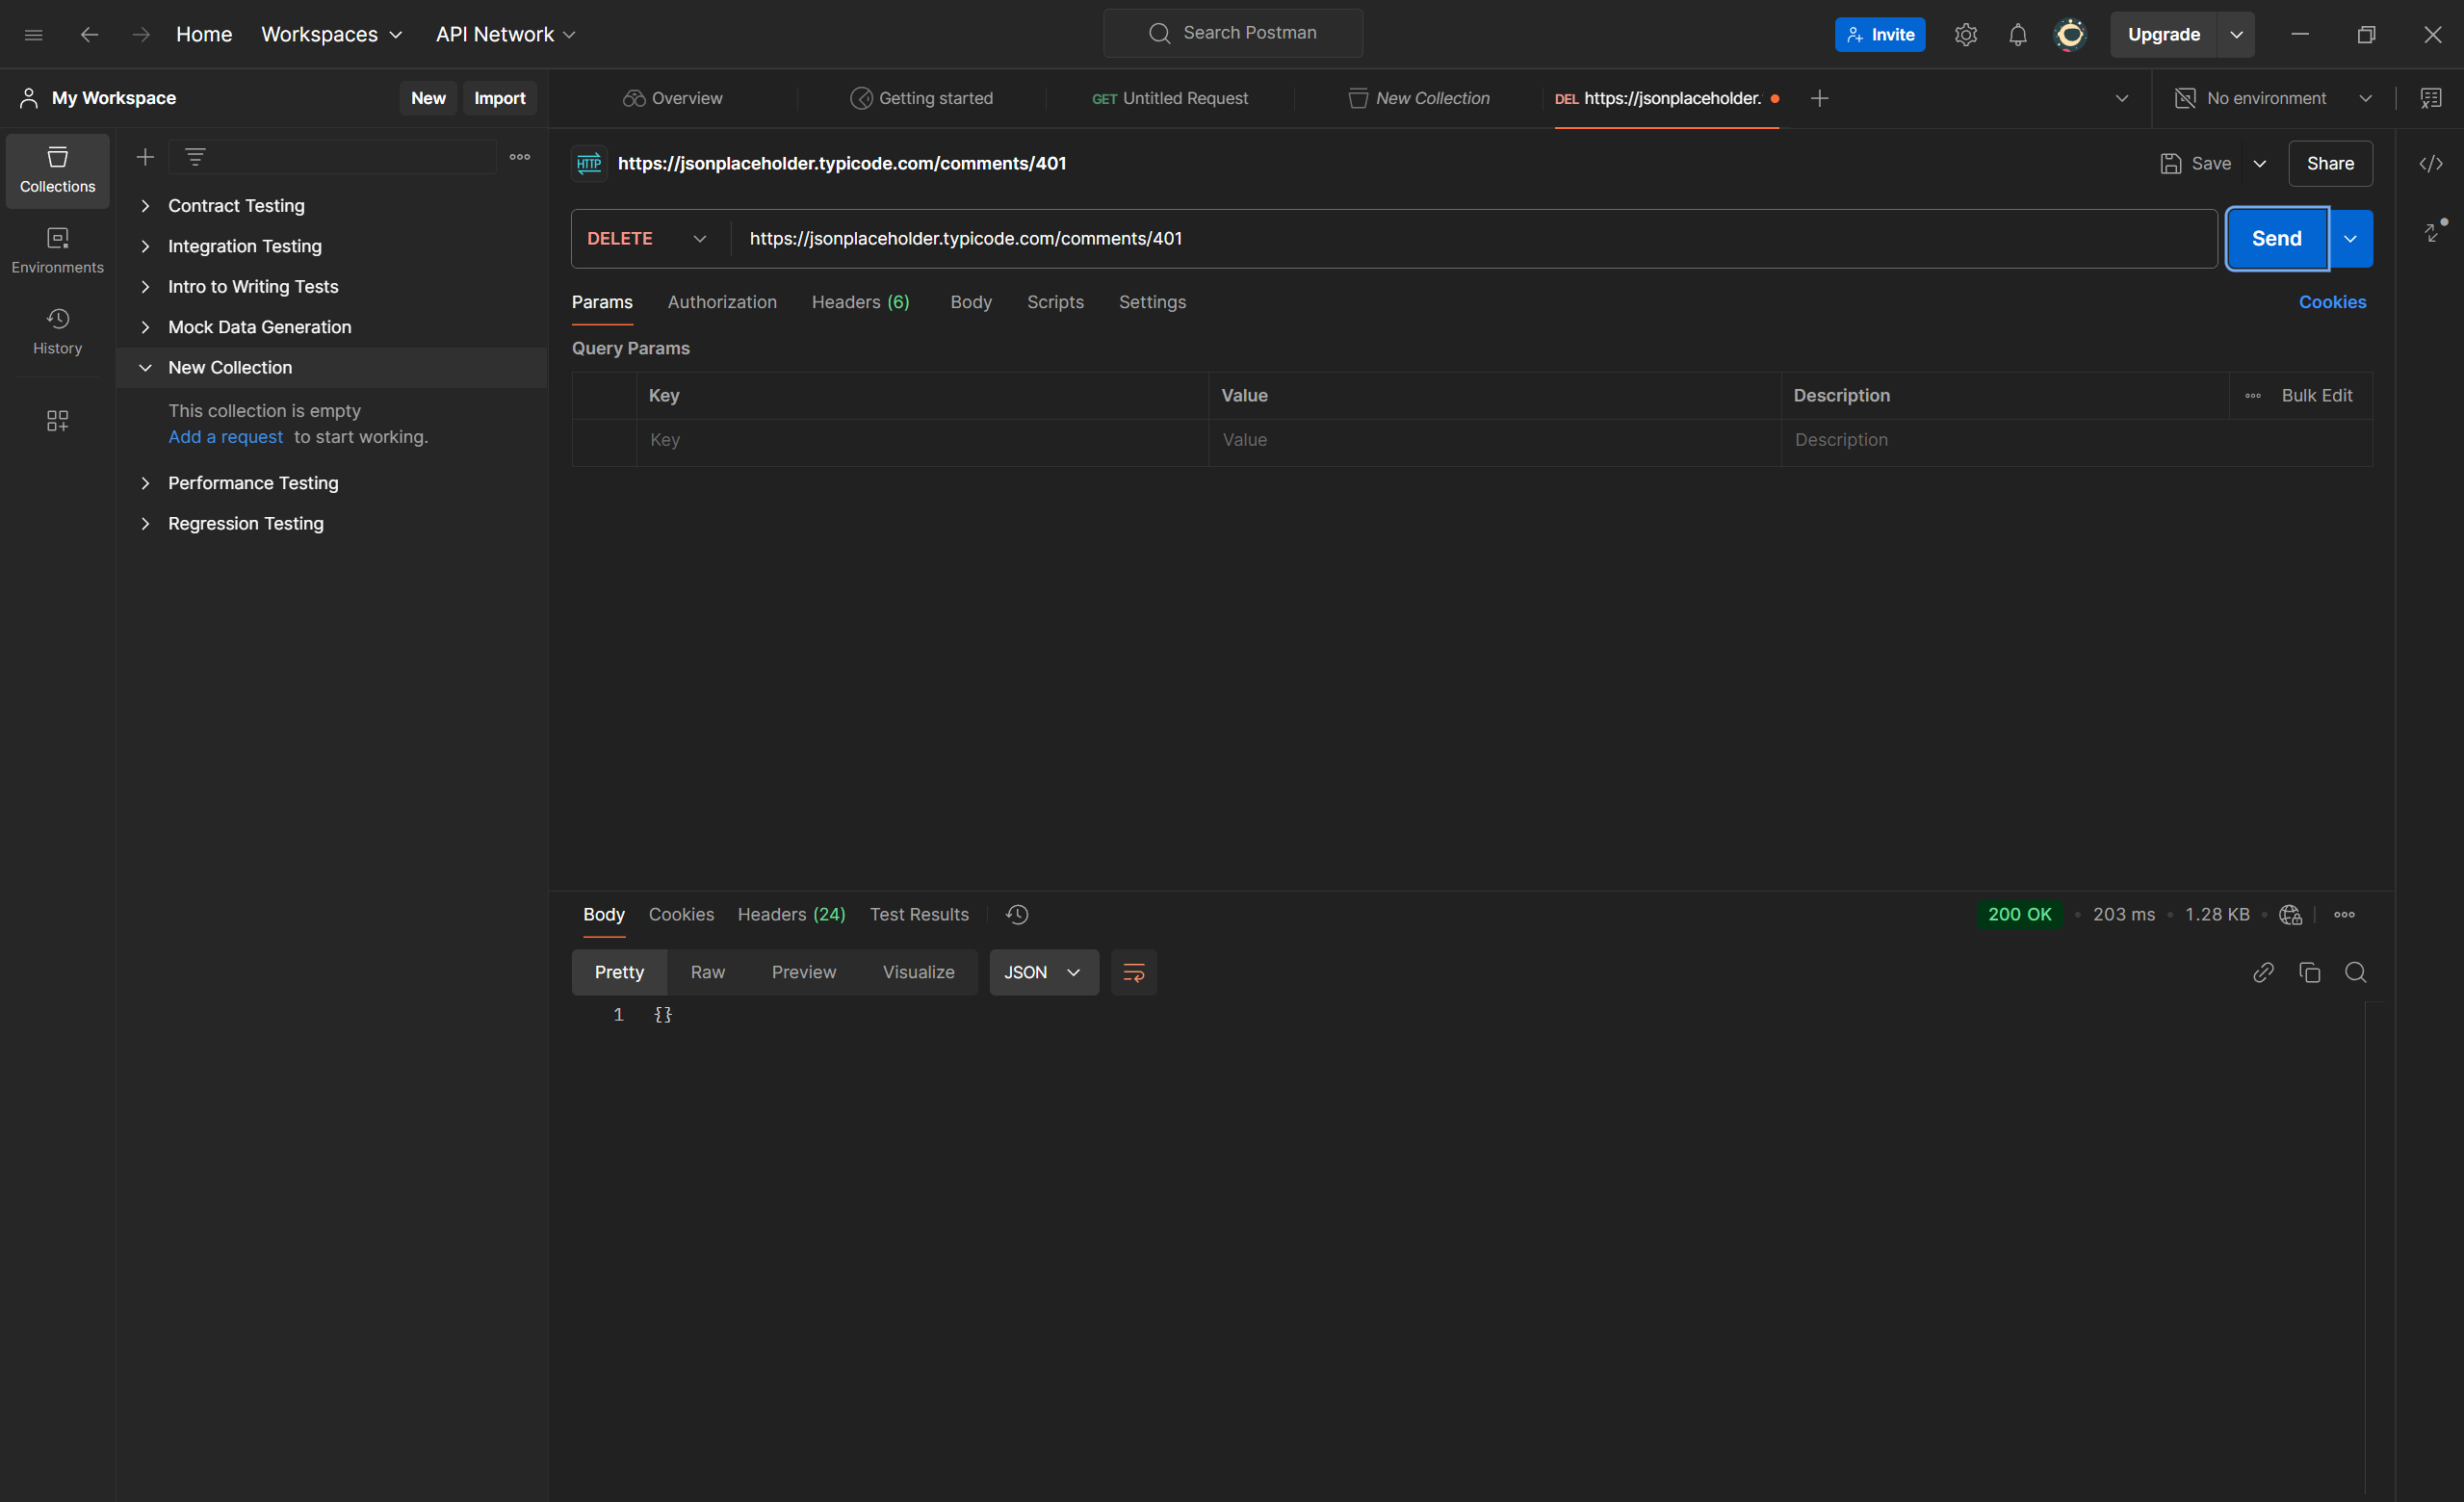 Home Workspaces API Network Search Postman Invite Upgrade
My Workspace New Import Overview Getting started GET Untitled Request New Collection DEL https://jsonplaceholder. No environment
Collections
Environments
History
Contract Testing
Integration Testing
Intro to Writing Tests
Mock Data Generation
New Collection
This collection is empty
Add a request to start working.
Performance Testing
Regression Testing
HTTP https://jsonplaceholder.typicode.com/comments/401 Save Share
DELETE https://jsonplaceholder.typicode.com/comments/401 Send
Params Authorization Headers (6) Body Scripts Settings Cookies
Query Params
Key Value Description Bulk Edit
Key Value Description
Body Cookies Headers (24) Test Results 200 OK • 203 ms • 1.28 KB •
Pretty Raw Preview Visualize JSON
1 {}